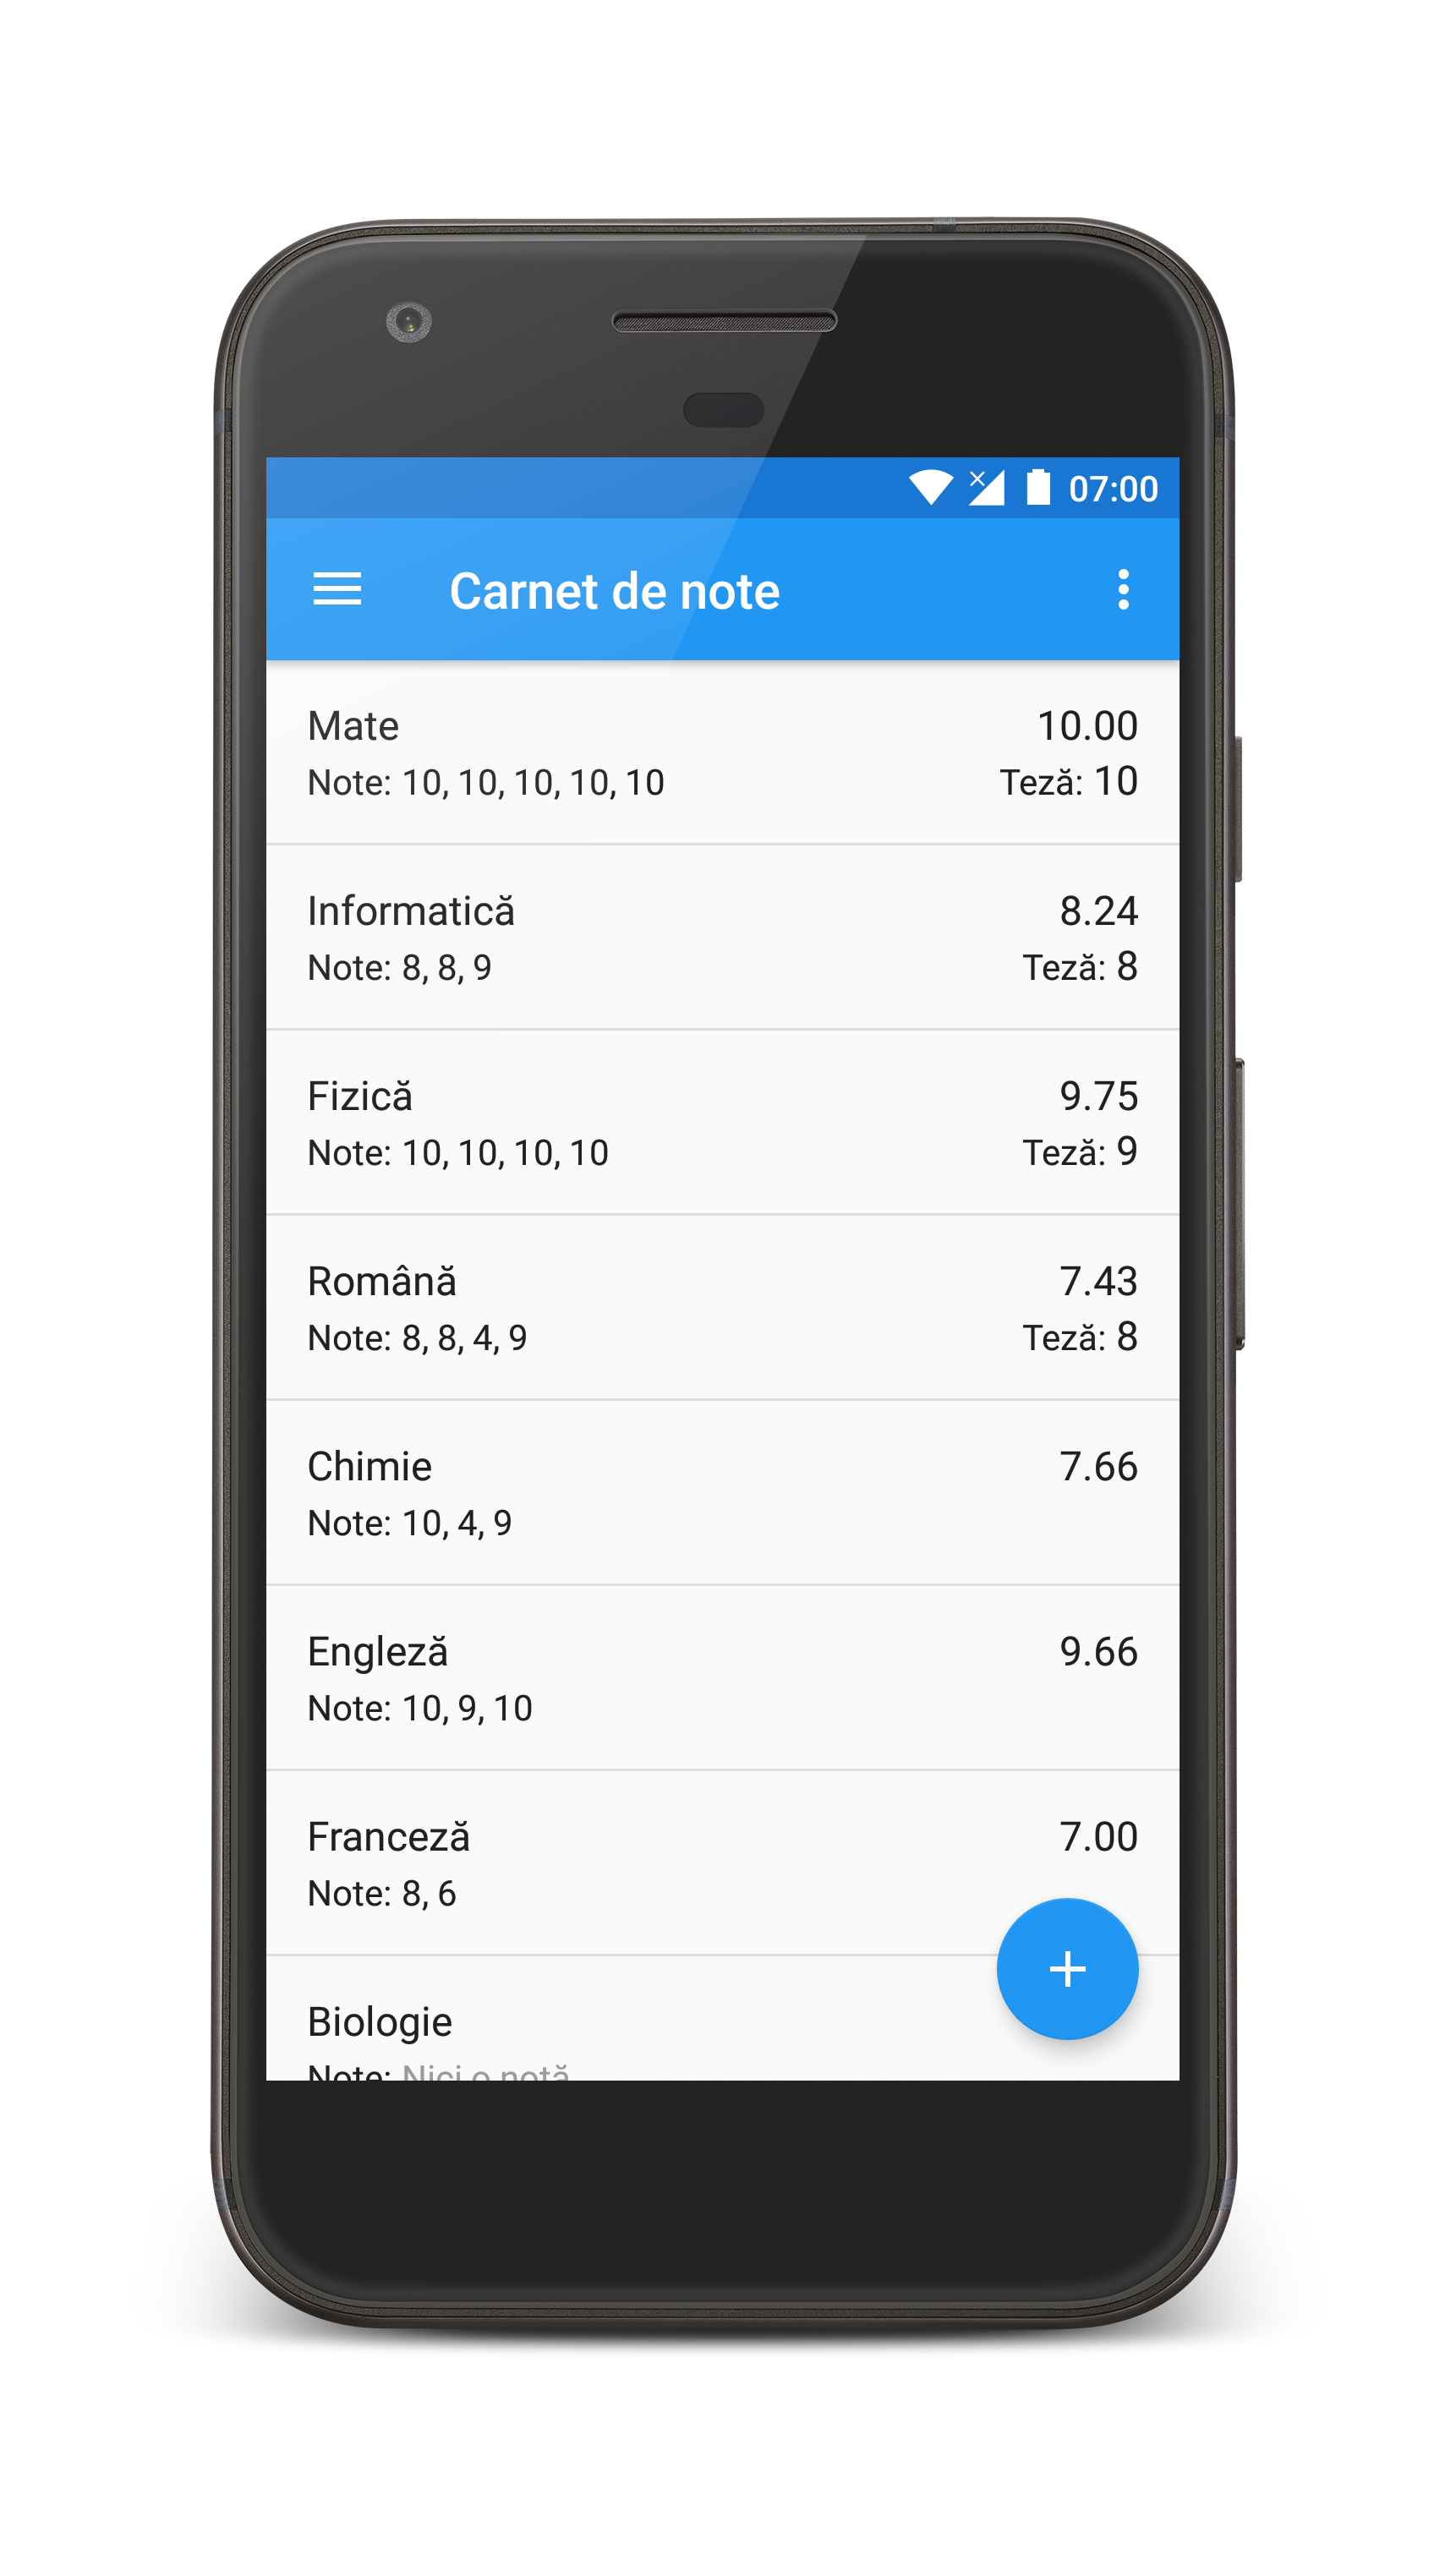 07:00
Carnet de note
Mate 10.00
Note: 10, 10, 10, 10, 10 Teză: 10
Informatică 8.24
Note: 8, 8, 9 Teză: 8
Fizică 9.75
Note: 10, 10, 10, 10 Teză: 9
Română 7.43
Note: 8, 8, 4, 9 Teză: 8
Chimie 7.66
Note: 10, 4, 9
Engleză 9.66
Note: 10, 9, 10
Franceză 7.00
Note: 8, 6
Biologie
Note: Nici o notă